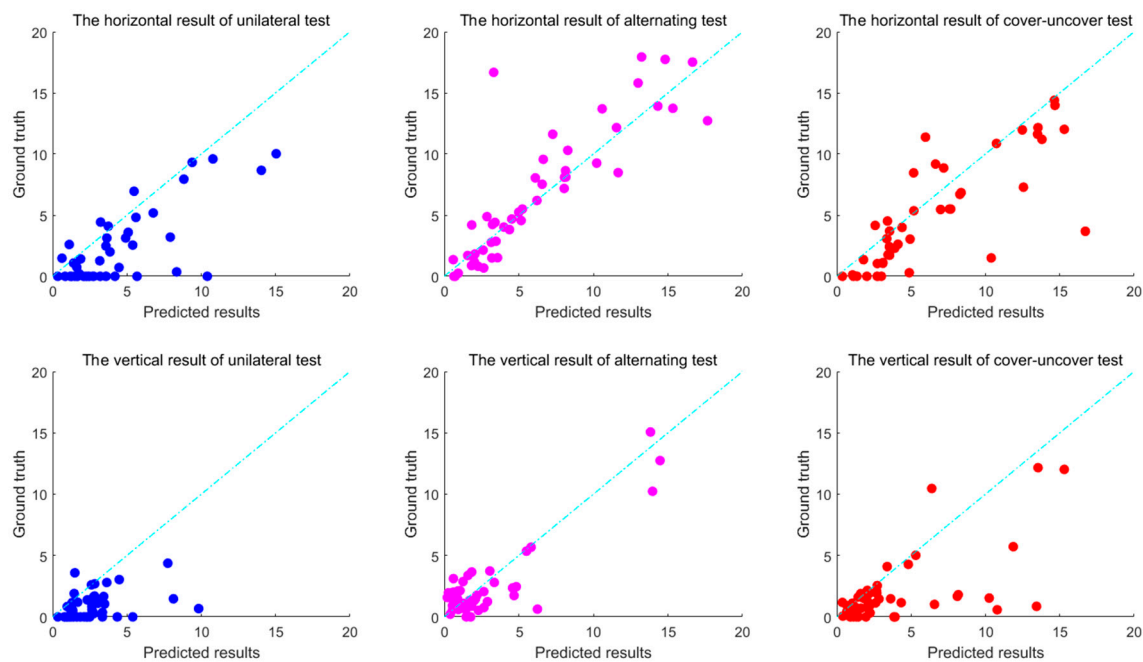 The horizontal result of unilateral test
20
15
10
5
0
Ground truth
0 5 10 15 20
Predicted results
The horizontal result of alternating test
20
15
10
5
0
Ground truth
0 5 10 15 20
Predicted results
The horizontal result of cover-uncover test
20
15
10
5
0
Ground truth
0 5 10 15 20
Predicted results
The vertical result of unilateral test
20
15
10
5
0
Ground truth
0 5 10 15 20
Predicted results
The vertical result of alternating test
20
15
10
5
0
Ground truth
0 5 10 15 20
Predicted results
The vertical result of cover-uncover test
20
15
10
5
0
Ground truth
0 5 10 15 20
Predicted results